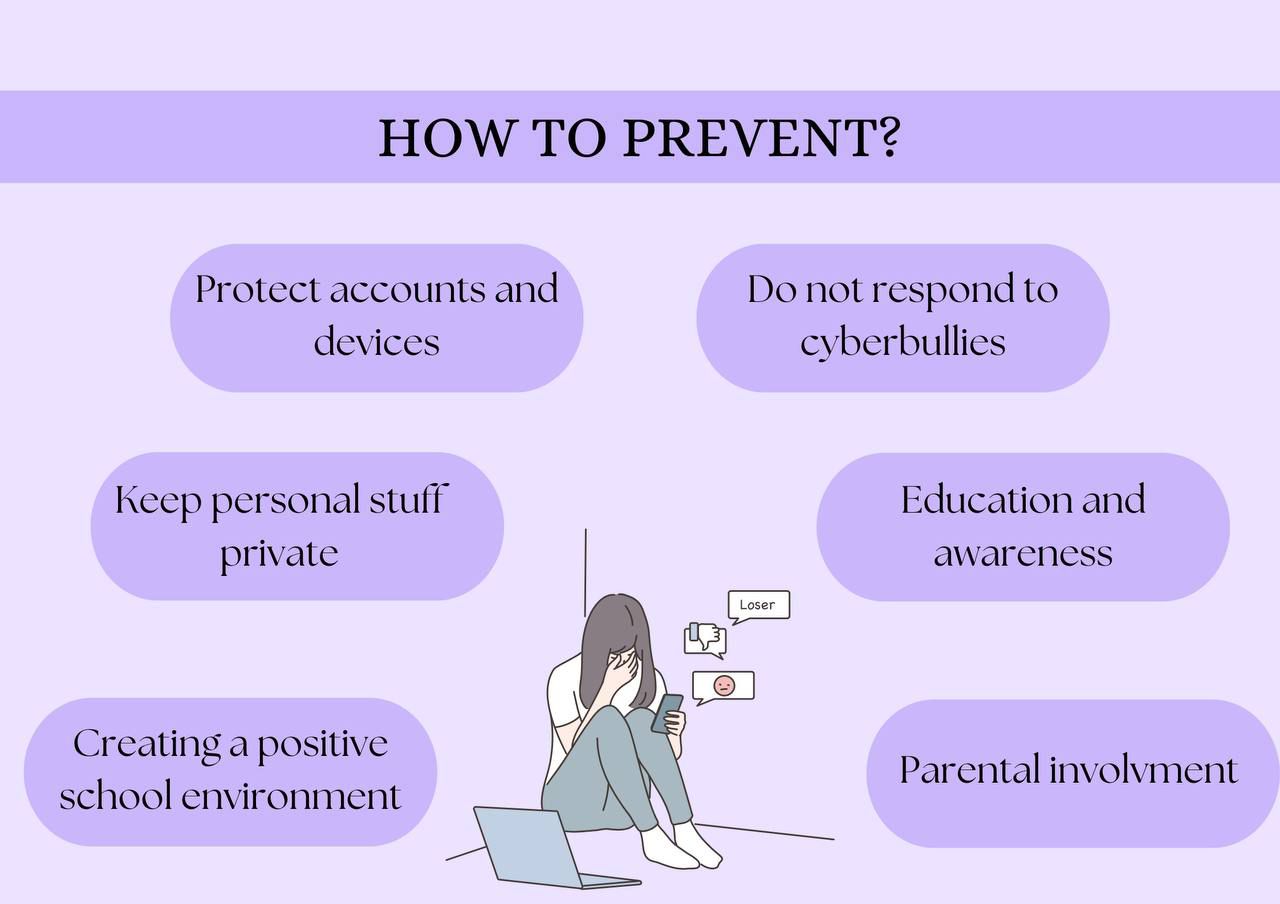 HOW TO PREVENT?
Protect accounts and
devices
Do not respond to
cyberbullies
Keep personal stuff
private
Education and
awareness
Loser
Creating a positive
school environment
Parental involvment